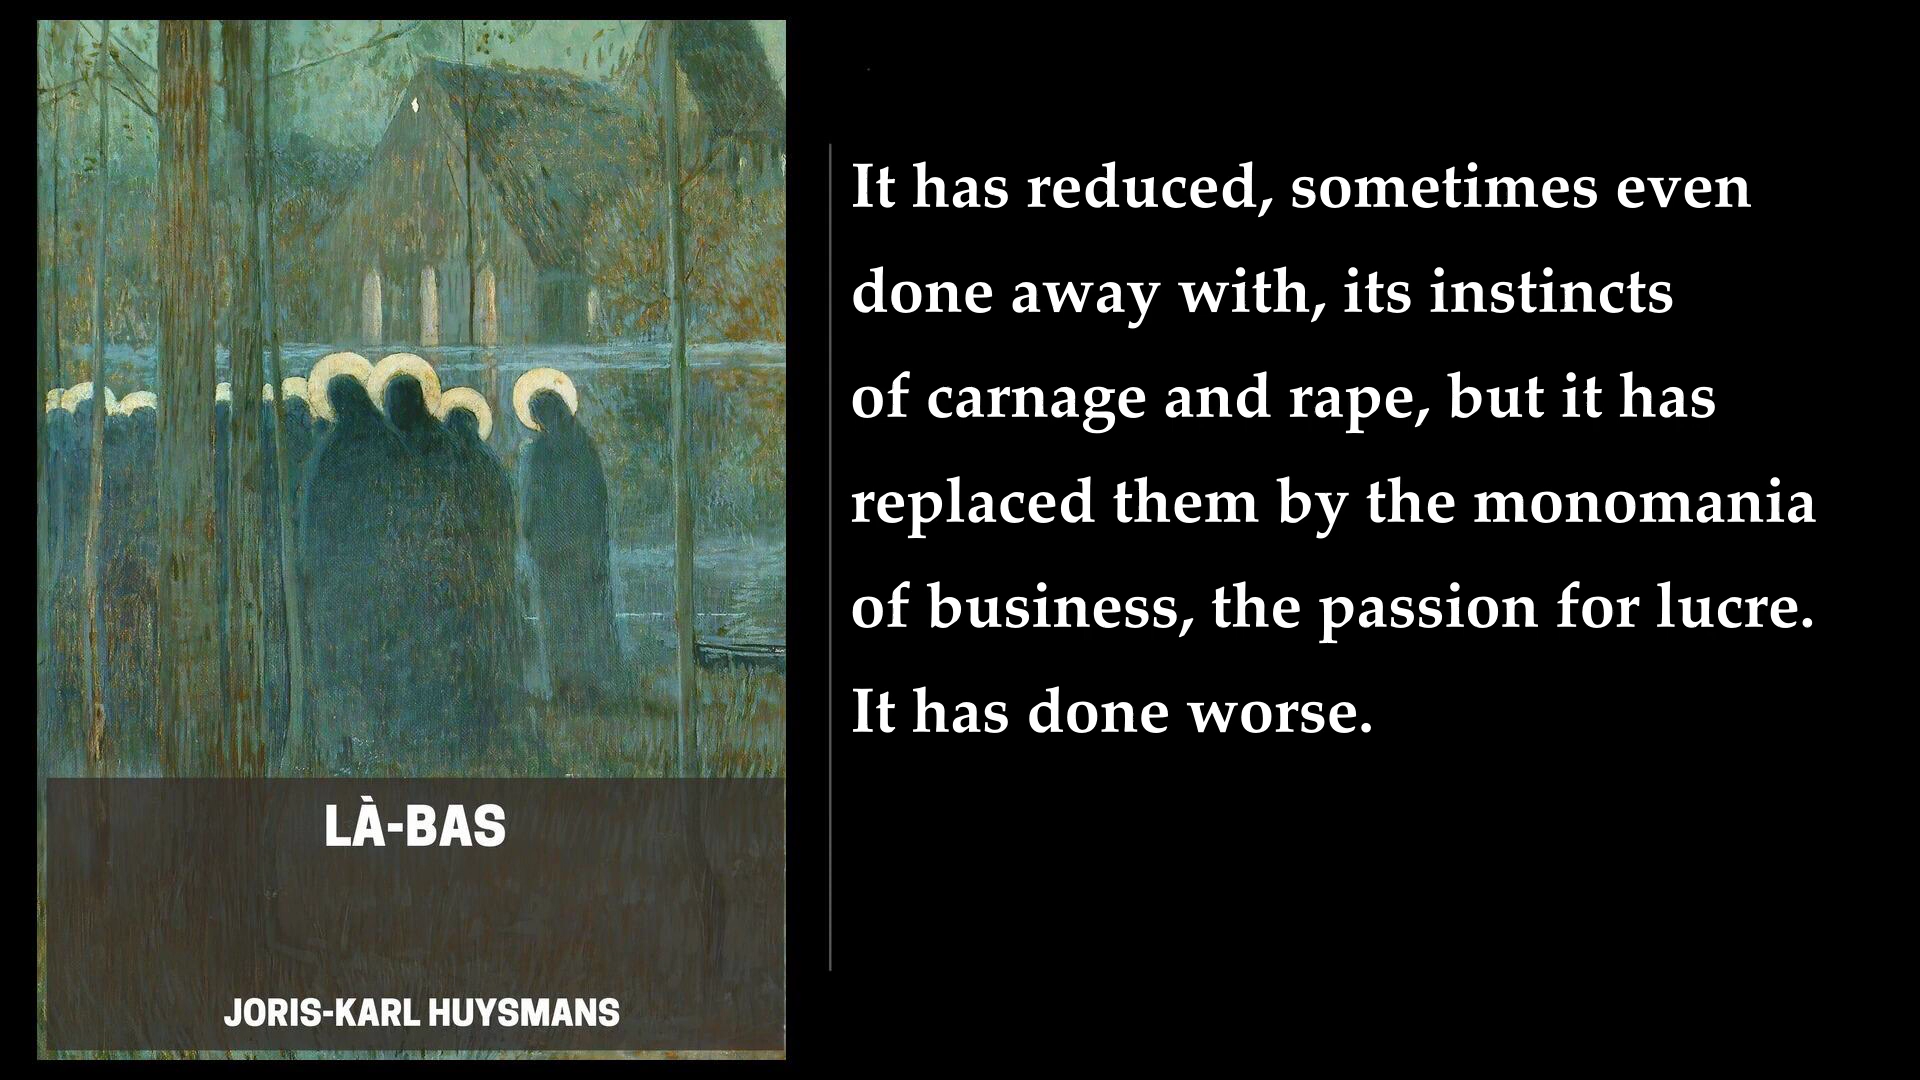 It has reduced, sometimes even
done away with, its instincts
of carnage and rape, but it has
replaced them by the monomania
of business, the passion for lucre.
It has done worse.
LÀ-BAS
JORIS-KARL HUYSMANS